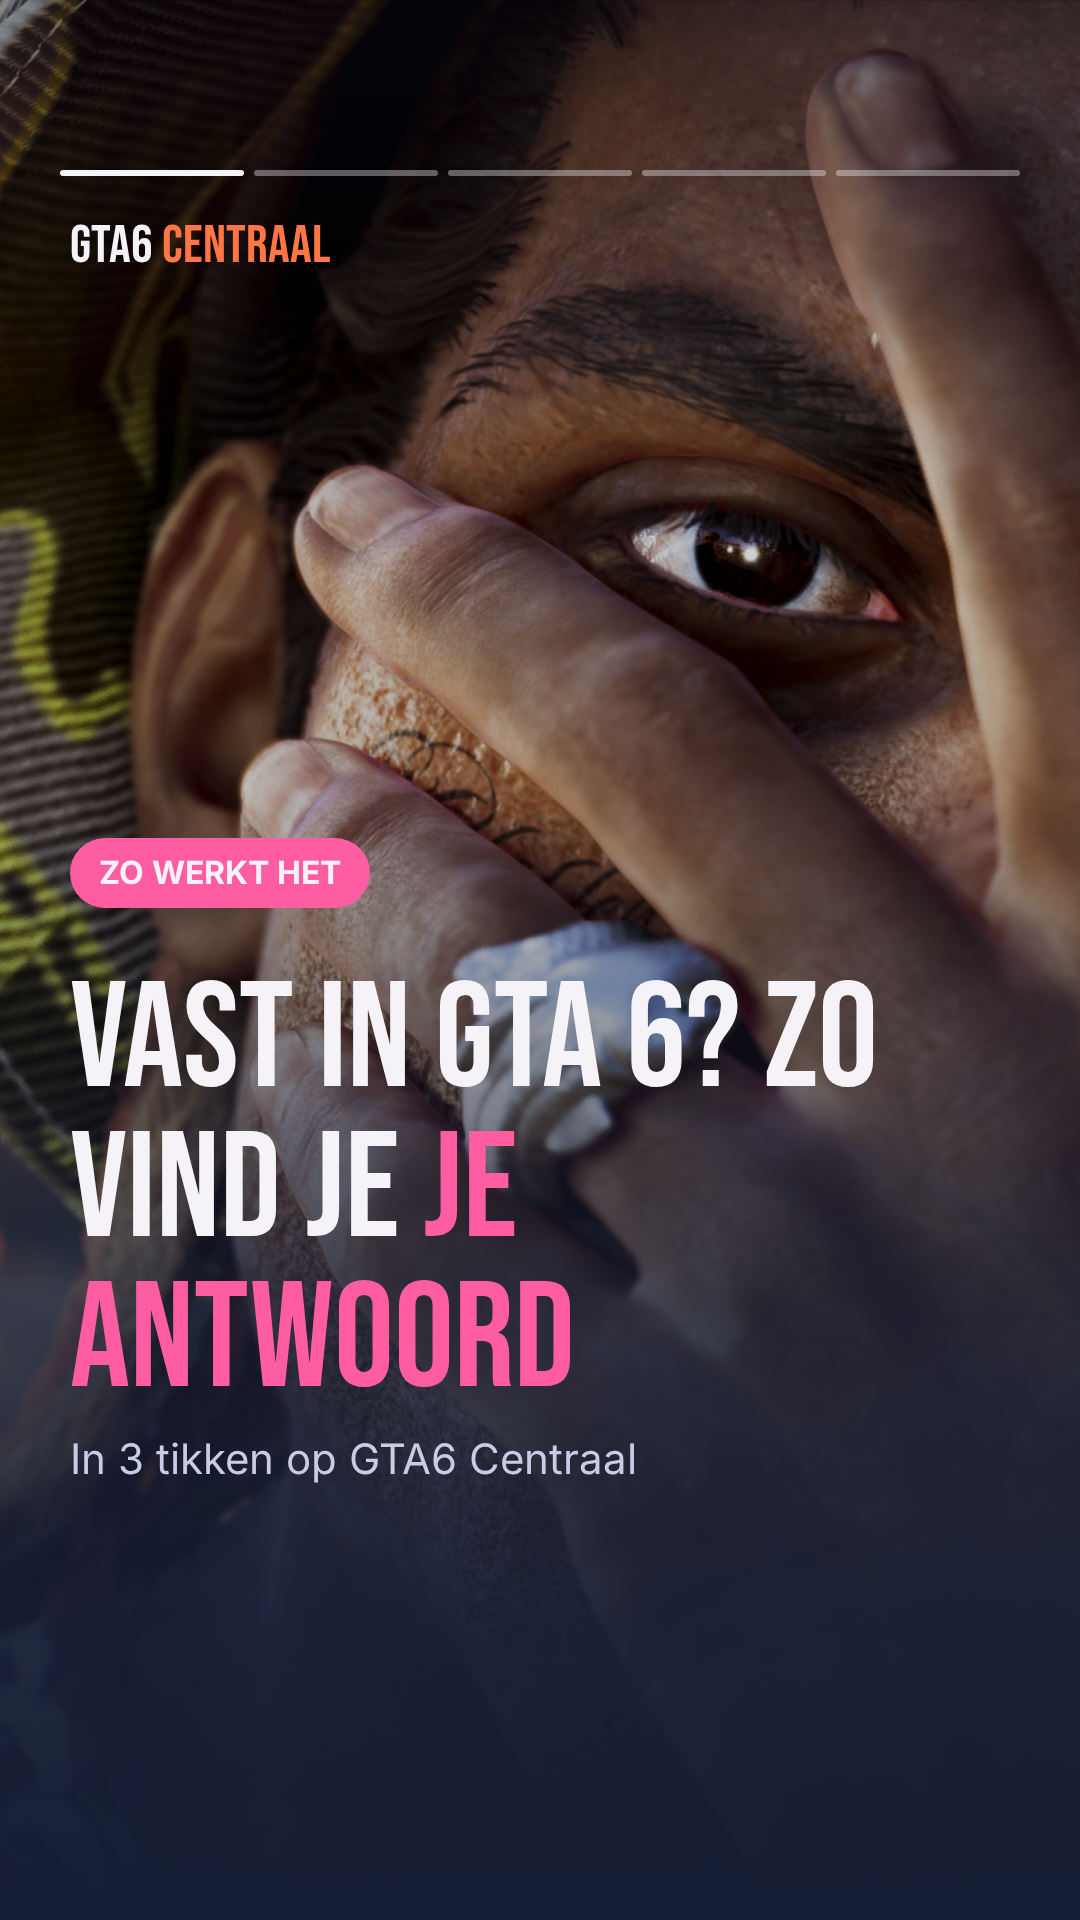 GTA6 CENTRAAL
ZO WERKT HET
VAST IN GTA 6? ZO
VIND JE JE
ANTWOORD
In 3 tikken op GTA6 Centraal